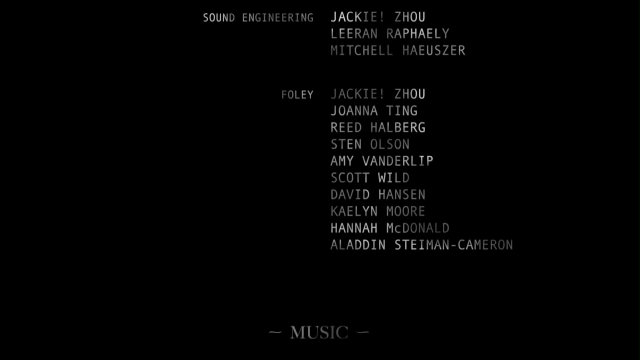 SOUND ENGINEERING JACKIE! ZHOU
LEERAN RAPHAELY
MITCHELL HAEUSZER
FOLEY JACKIE! ZHOU
JOANNA TING
REED HALBERG
STEN OLSON
AMY VANDERLIP
SCOTT WILD
DAVID HANSEN
KAELYN MOORE
HANNAH McDONALD
ALADDIN STEIMAN-CAMERON
— MUSIC —